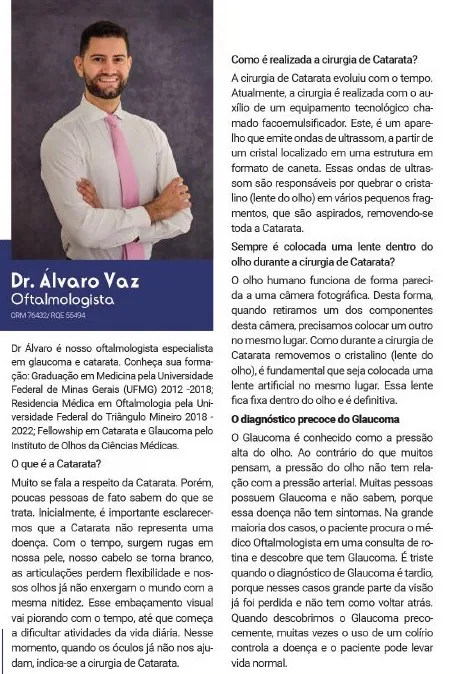 Dr. Álvaro Vaz
Oftalmologista
CRM 76432/ RQE 55494
Dr Álvaro é nosso oftalmologista especialista
em glaucoma e catarata. Conheça sua forma-
ção: Graduação em Medicina pela Universidade
Federal de Minas Gerais (UFMG) 2012 -2018;
Residencia Médica em Oftalmologia pela Uni-
versidade Federal do Triângulo Mineiro 2018 -
2022; Fellowship em Catarata e Glaucoma pelo
Instituto de Olhos da Ciências Médicas.
O que é a Catarata?
Muito se fala a respeito da Catarata. Porém,
poucas pessoas de fato sabem do que se
trata. Inicialmente, é importante esclarecer-
mos que a Catarata não representa uma
doença. Com o tempo, surgem rugas em
nossa pele, nosso cabelo se torna branco,
as articulações perdem flexibilidade e nos-
sos olhos já não enxergam o mundo com a
mesma nitidez. Esse embaçamento visual
vai piorando com o tempo, até que começa
a dificultar atividades da vida diária. Nesse
momento, quando os óculos já não nos aju-
dam, indica-se a cirurgia de Catarata.
Como é realizada a cirurgia de Catarata?
A cirurgia de Catarata evoluiu com o tempo.
Atualmente, a cirurgia é realizada com o au-
xílio de um equipamento tecnológico cha-
mado facoemulsificador. Este, é um apare-
lho que emite ondas de ultrassom, a partir de
um cristal localizado em uma estrutura em
formato de caneta. Essas ondas de ultras-
som são responsáveis por quebrar o crista-
lino (lente do olho) em vários pequenos frag-
mentos, que são aspirados, removendo-se
toda a Catarata.
Sempre é colocada uma lente dentro do
olho durante a cirurgia de Catarata?
O olho humano funciona de forma pareci-
da a uma câmera fotográfica. Desta forma,
quando retiramos um dos componentes
desta câmera, precisamos colocar um outro
no mesmo lugar. Como durante a cirurgia de
Catarata removemos o cristalino (lente do
olho), é fundamental que seja colocada uma
lente artificial no mesmo lugar. Essa lente
fica fixa dentro do olho e é definitiva.
O diagnóstico precoce do Glaucoma
O Glaucoma é conhecido como a pressão
alta do olho. Ao contrário do que muitos
pensam, a pressão do olho não tem rela-
ção com a pressão arterial. Muitas pessoas
possuem Glaucoma e não sabem, porque
essa doença não tem sintomas. Na grande
maioria dos casos, o paciente procura o mé-
dico Oftalmologista em uma consulta de ro-
tina e descobre que tem Glaucoma. É triste
quando o diagnóstico de Glaucoma é tardio,
porque nesses casos grande parte da visão
já foi perdida e não tem como voltar atrás.
Quando descobrimos o Glaucoma preco-
cemente, muitas vezes o uso de um colírio
controla a doença e o paciente pode levar
vida normal.